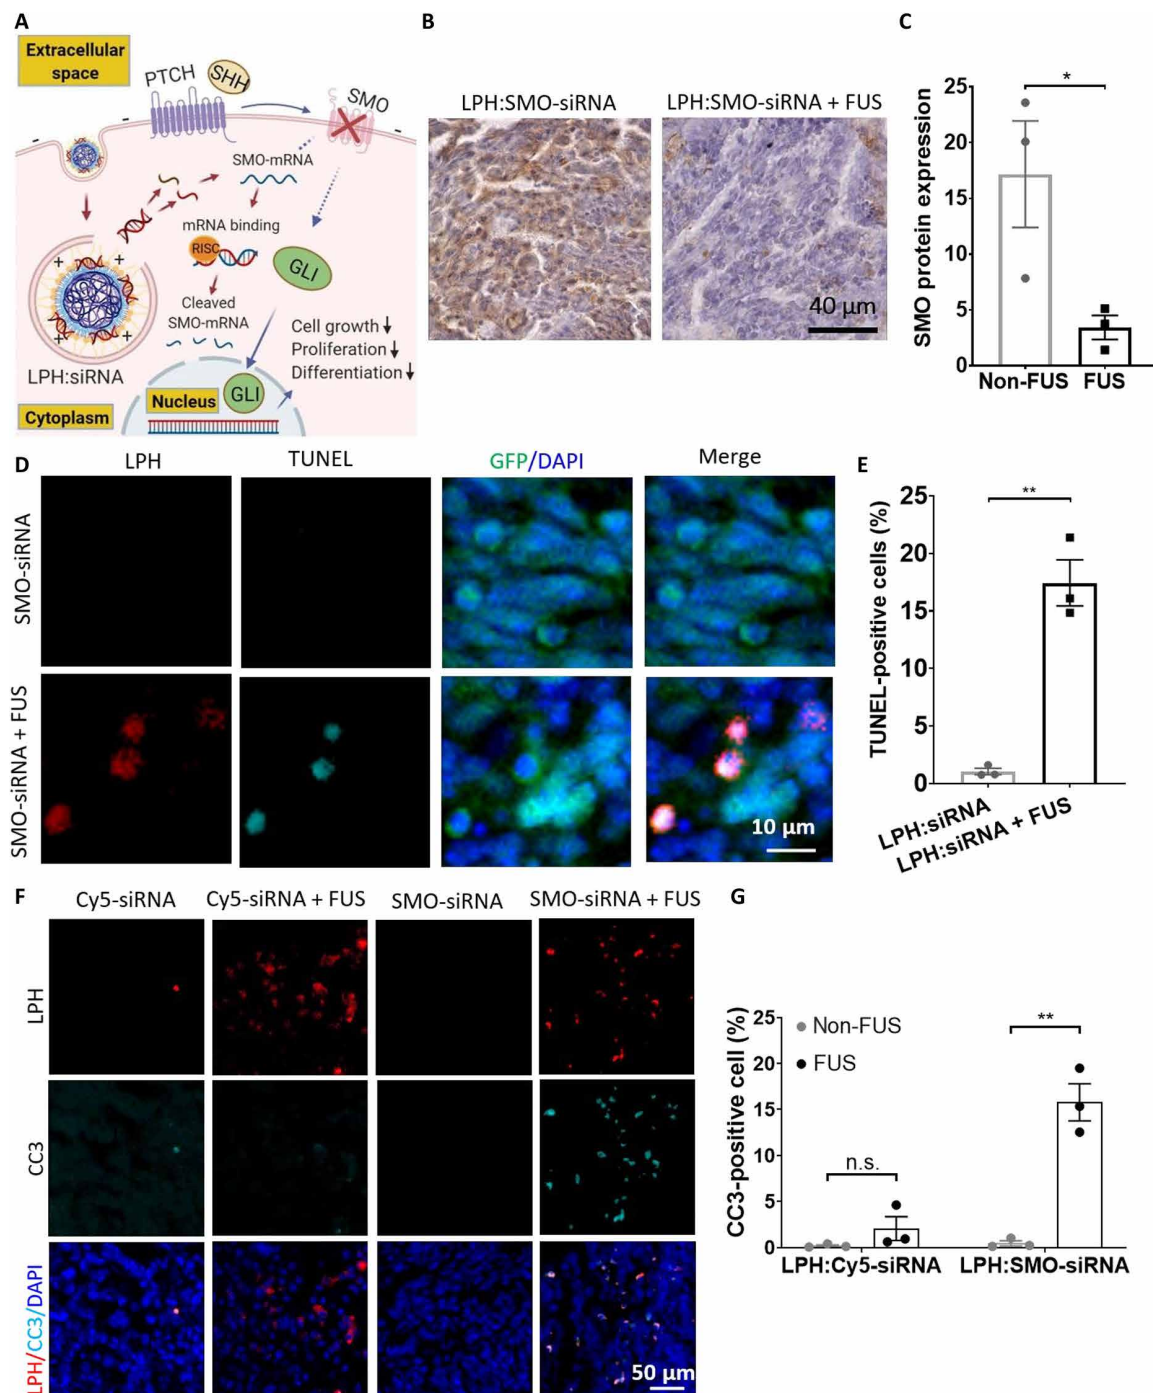 A
Extracellular
space
PTCH
SHH
SMO
-
-
-
SMO-mRNA
mRNA binding
RISC
GLI
+
+
+
+
Cleaved
SMO-mRNA
LPH:siRNA
Cell growth ↓
Proliferation ↓
Differentiation ↓
Nucleus
GLI
Cytoplasm
B
LPH:SMO-siRNA
LPH:SMO-siRNA + FUS
40 µm
C
SMO protein expression
25
20
15
10
5
0
*
Non-FUS
FUS
D
LPH
TUNEL
GFP/DAPI
Merge
SMO-siRNA
SMO-siRNA + FUS
10 µm
E
TUNEL-positive cells (%)
25
20
15
10
5
0
**
LPH:siRNA
LPH:siRNA + FUS
F
Cy5-siRNA
Cy5-siRNA + FUS
SMO-siRNA
SMO-siRNA + FUS
LPH
CC3
LPH/CC3/DAPI
50 µm
G
CC3-positive cell (%)
25
20
15
10
5
0
Non-FUS
FUS
n.s.
**
LPH:Cy5-siRNA
LPH:SMO-siRNA